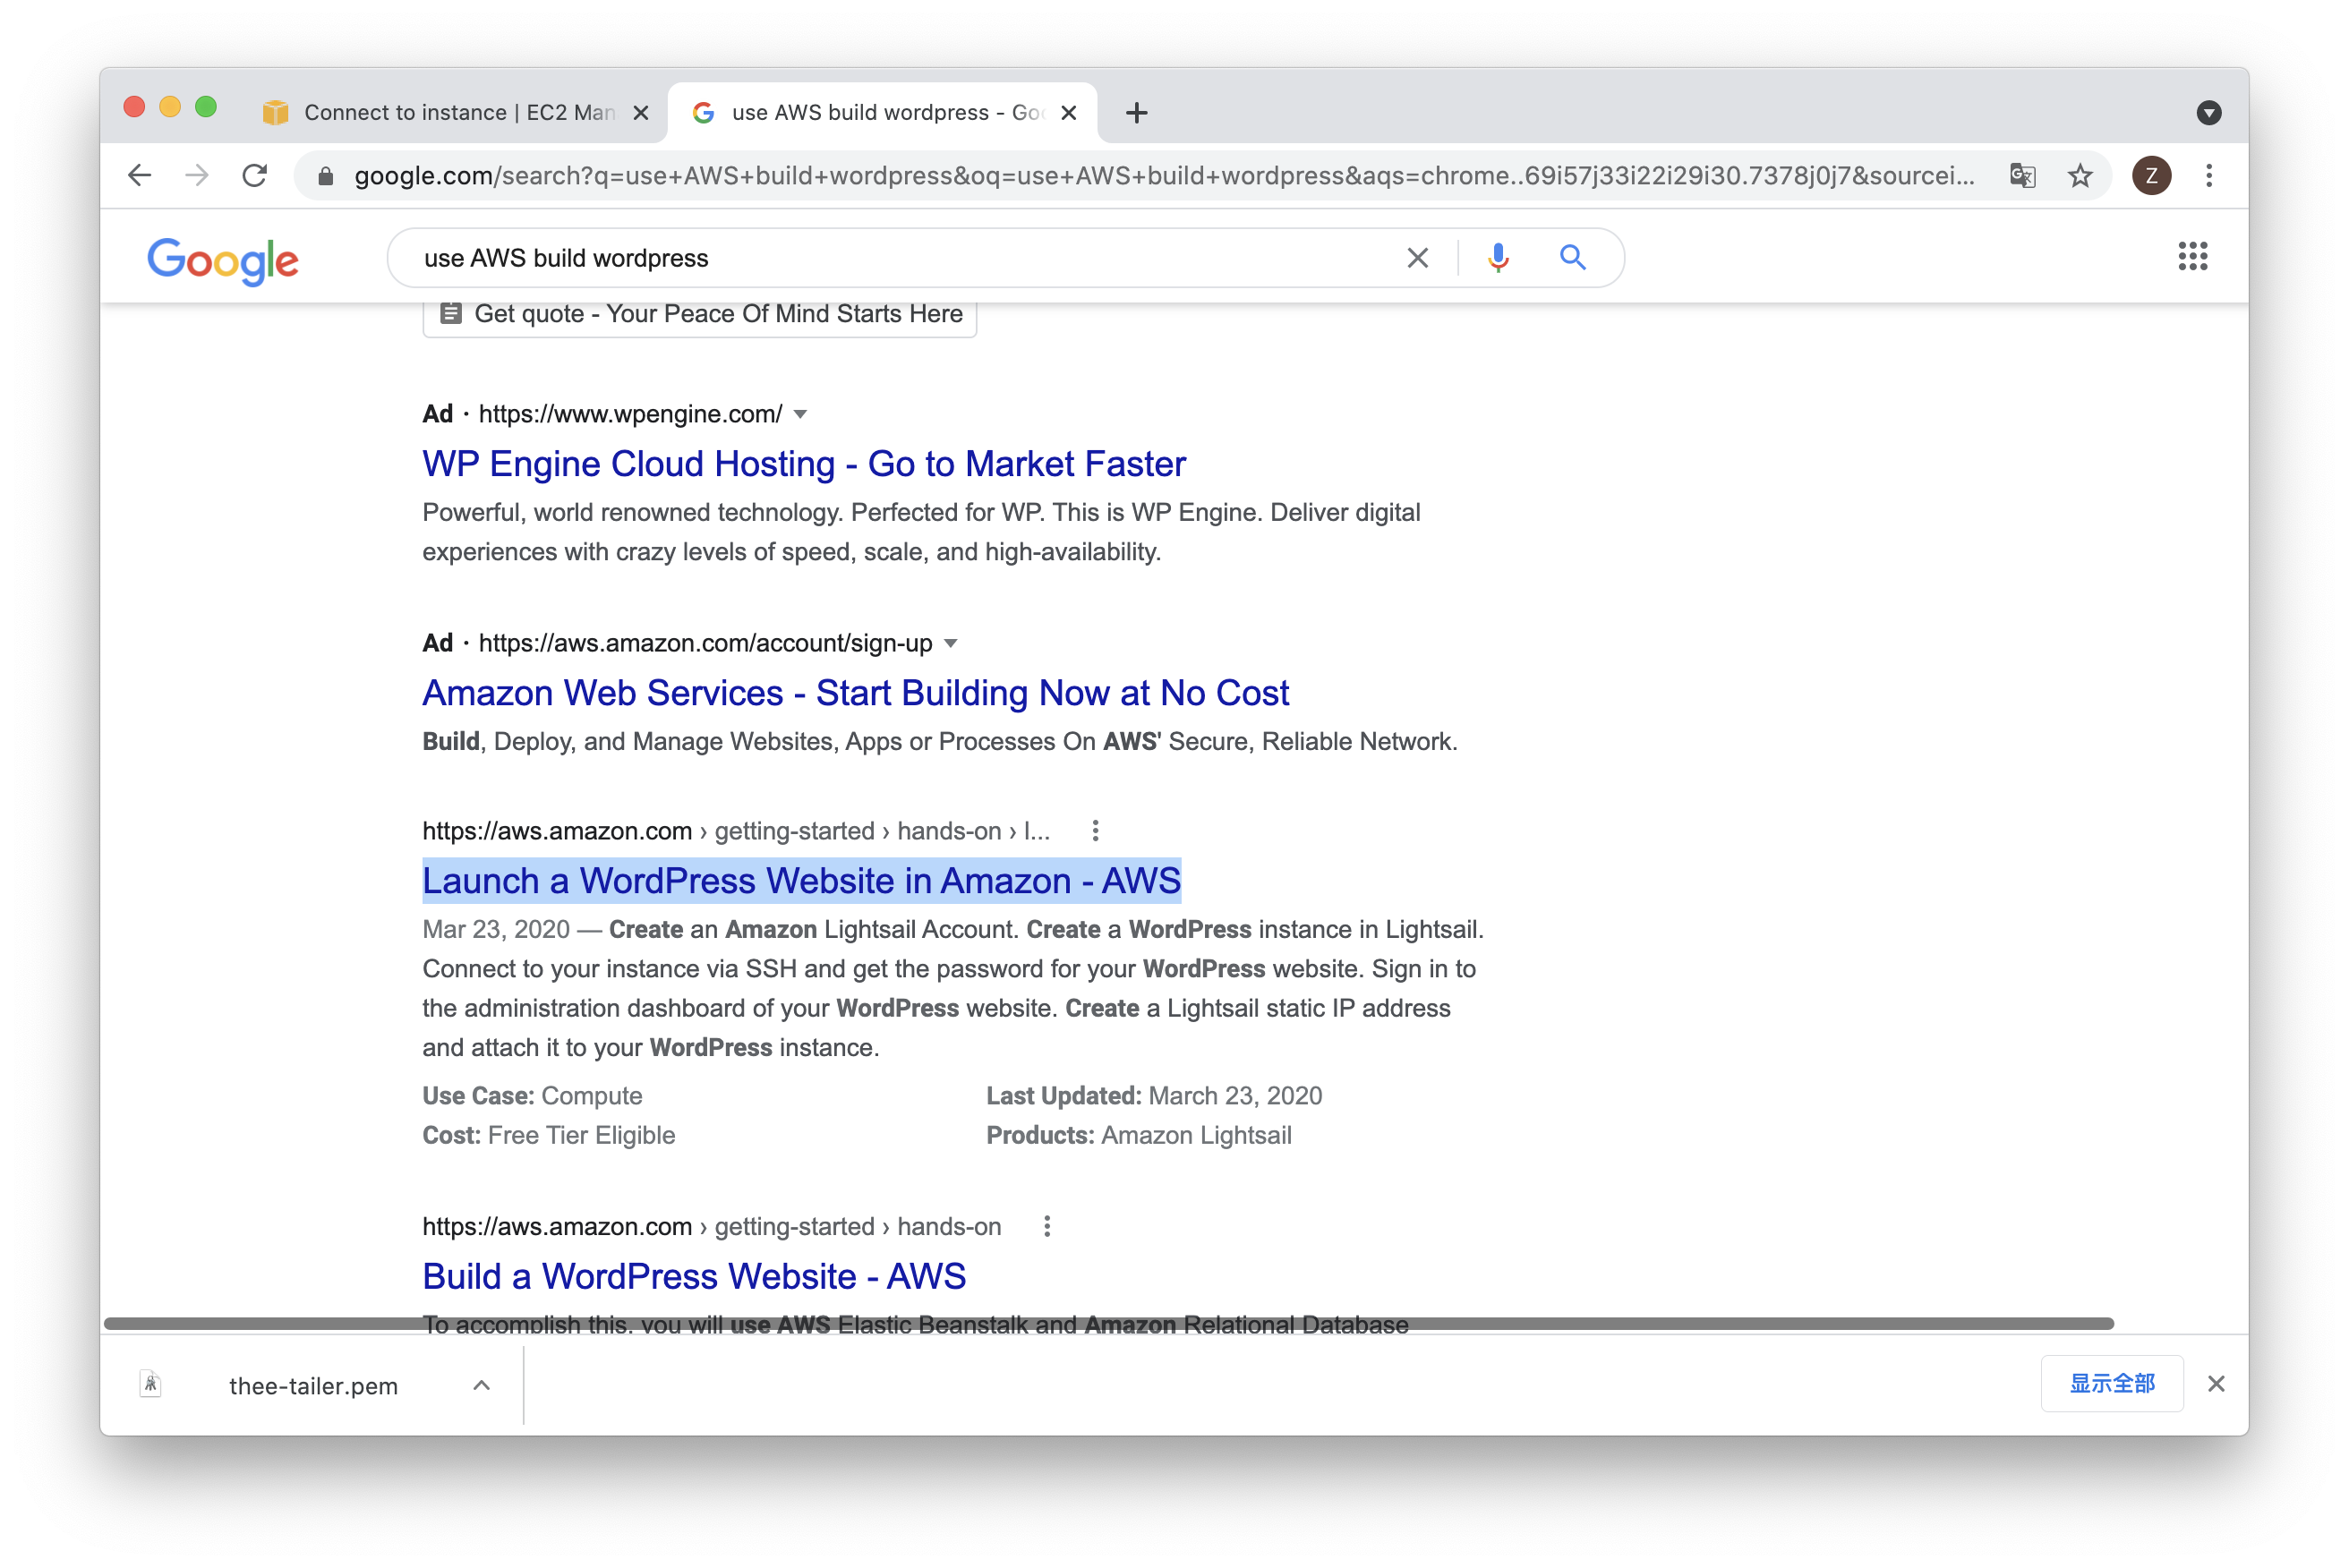 Connect to instance | EC2 Man
use AWS build wordpress - Goo
google.com/search?q=use+AWS+build+wordpress&oq=use+AWS+build+wordpress&aqs=chrome..69i57j33i22i29i30.7378j0j7&sourcei...
Z
Google
use AWS build wordpress
Get quote - Your Peace Of Mind Starts Here
Ad · https://www.wpengine.com/
WP Engine Cloud Hosting - Go to Market Faster
Powerful, world renowned technology. Perfected for WP. This is WP Engine. Deliver digital
experiences with crazy levels of speed, scale, and high-availability.
Ad · https://aws.amazon.com/account/sign-up
Amazon Web Services - Start Building Now at No Cost
Build, Deploy, and Manage Websites, Apps or Processes On AWS' Secure, Reliable Network.
https://aws.amazon.com › getting-started › hands-on › l...
Launch a WordPress Website in Amazon - AWS
Mar 23, 2020 — Create an Amazon Lightsail Account. Create a WordPress instance in Lightsail.
Connect to your instance via SSH and get the password for your WordPress website. Sign in to
the administration dashboard of your WordPress website. Create a Lightsail static IP address
and attach it to your WordPress instance.
Use Case: Compute
Last Updated: March 23, 2020
Cost: Free Tier Eligible
Products: Amazon Lightsail
https://aws.amazon.com › getting-started › hands-on
Build a WordPress Website - AWS
To accomplish this, you will use AWS Elastic Beanstalk and Amazon Relational Database
thee-tailer.pem
显示全部